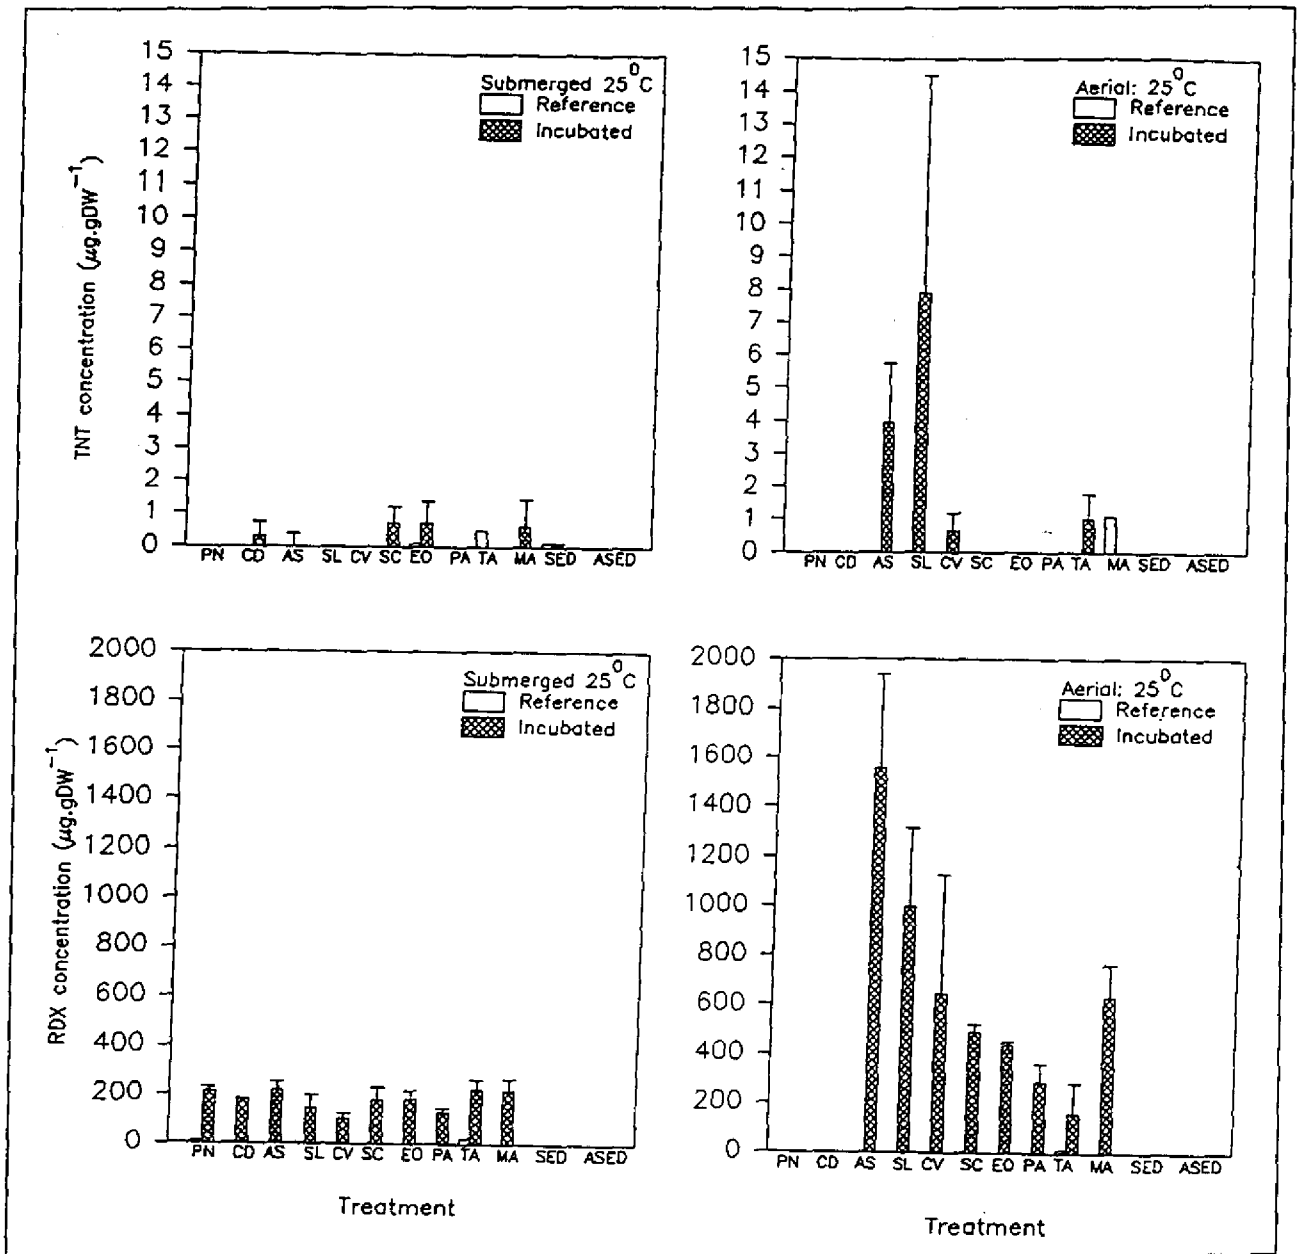 TNT concentration (µg.gDW⁻¹)
15
14
13
12
11
10
9
8
7
6
5
4
3
2
1
0
Submerged 25⁰C
Reference
Incubated
PN CD AS SL CV SC EO PA TA MA SED ASED
15
14
13
12
11
10
9
8
7
6
5
4
3
2
1
0
Aerial: 25⁰C
Reference
Incubated
PN CD AS SL CV SC EO PA TA MA SED ASED
RDX concentration (µg.gDW⁻¹)
2000
1800
1600
1400
1200
1000
800
600
400
200
0
Submerged 25⁰C
Reference
Incubated
PN CD AS SL CV SC EO PA TA MA SED ASED
Treatment
2000
1800
1600
1400
1200
1000
800
600
400
200
0
Aerial: 25⁰C
Reference
Incubated
PN CD AS SL CV SC EO PA TA MA SED ASED
Treatment